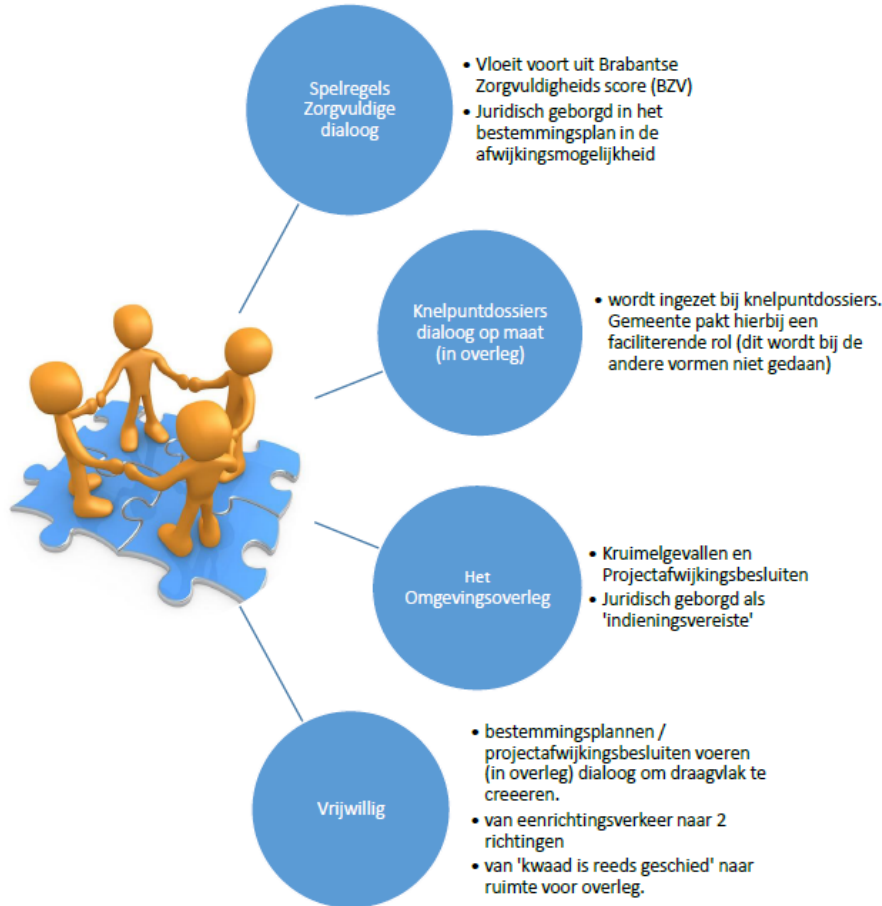 Spelregels
Zorgvuldige
dialoog
• Vloeit voort uit Brabantse
Zorgvuldigheids score (BZV)
• Juridisch geborgd in het
bestemmingsplan in de
afwijkingsmogelijkheid
Knelpuntdossiers
dialoog op maat
(in overleg)
• wordt ingezet bij knelpuntdossiers.
Gemeente pakt hierbij een
faciliterende rol (dit wordt bij de
andere vormen niet gedaan)
Het
Omgevingsoverleg
• Kruimelgevallen en
Projectafwijkingsbesluiten
• Juridisch geborgd als
'indieningsvereiste'
Vrijwillig
• bestemmingsplannen /
projectafwijkingsbesluiten voeren
(in overleg) dialoog om draagvlak te
creeeren.
• van eenrichtingsverkeer naar 2
richtingen
• van 'kwaad is reeds geschied' naar
ruimte voor overleg.